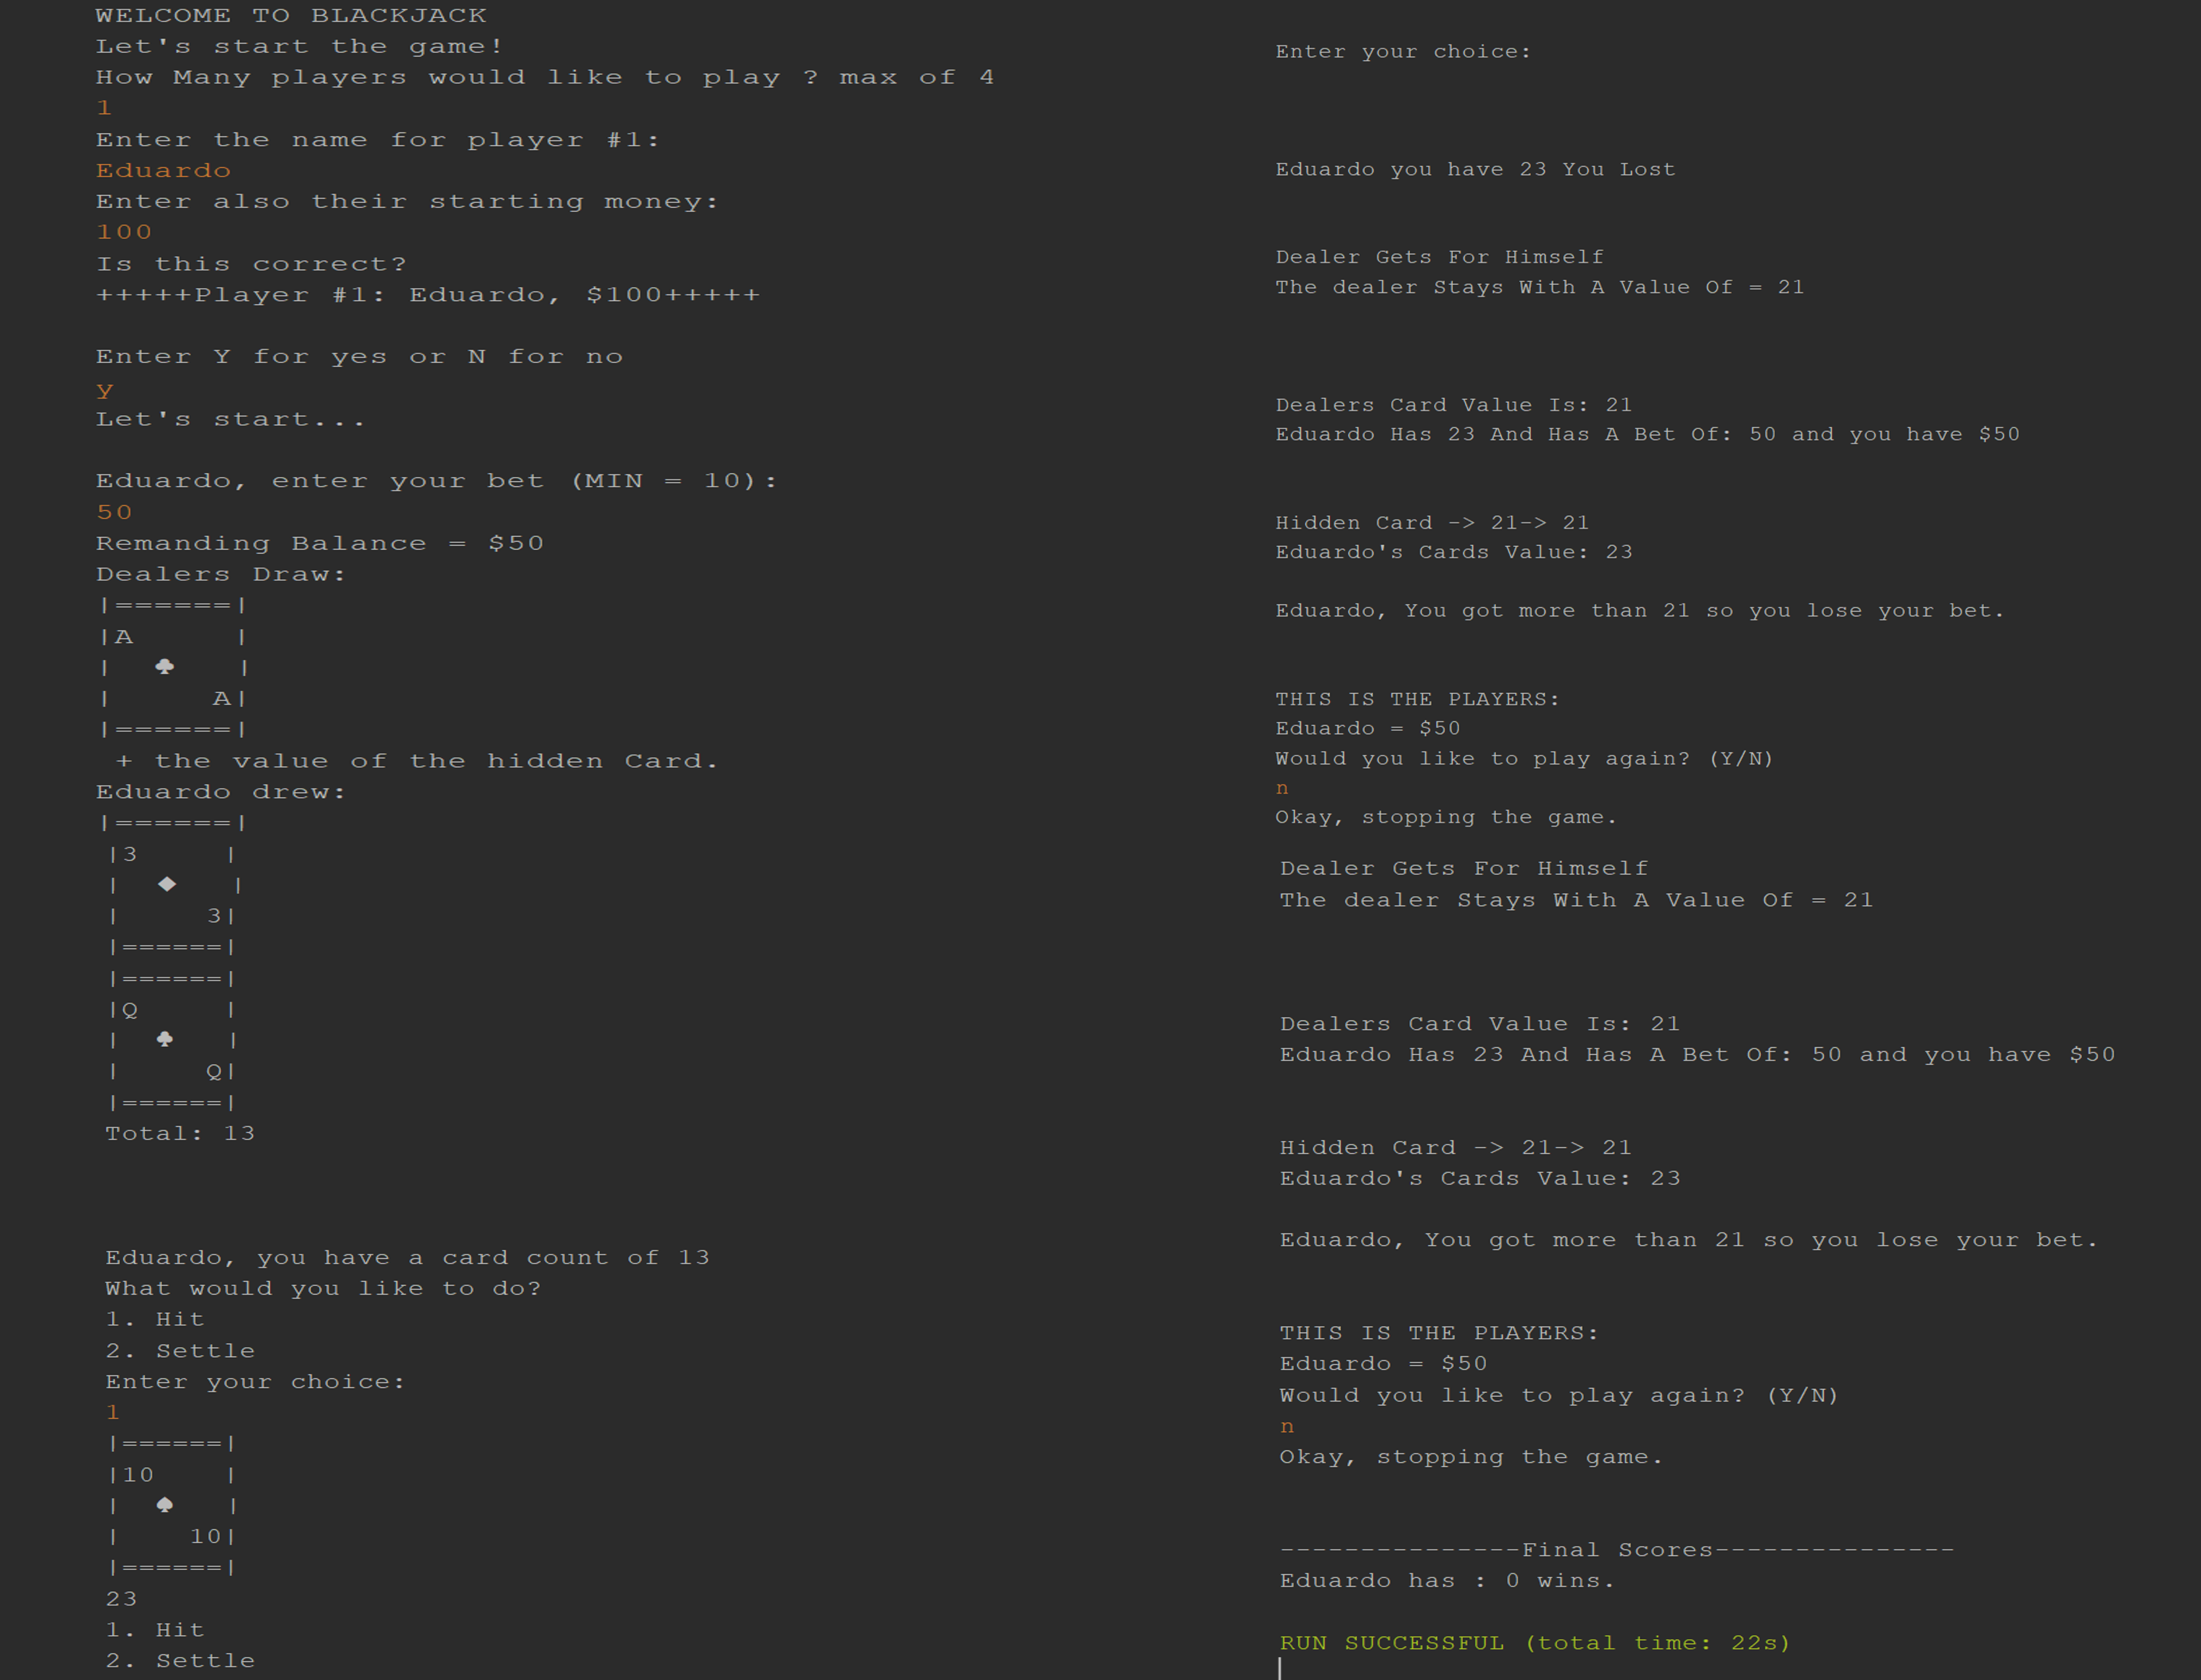 WELCOME TO BLACKJACK
Let's start the game!
How Many players would like to play ? max of 4
1
Enter the name for player #1:
Eduardo
Enter also their starting money:
100
Is this correct?
+++++Player #1: Eduardo, $100+++++
Enter Y for yes or N for no
y
Let's start...
Eduardo, enter your bet (MIN = 10):
50
Remanding Balance = $50
Dealers Draw:
|======|
|A      |
|   ♣    |
|      A|
|======|
+ the value of the hidden Card.
Eduardo drew:
|======|
|3      |
|   ♦    |
|      3|
|======|
|======|
|Q      |
|   ♣    |
|      Q|
|======|
Total: 13
Eduardo, you have a card count of 13
What would you like to do?
1. Hit
2. Settle
Enter your choice:
1
|======|
|10     |
|   ♠    |
|     10|
|======|
23
1. Hit
2. Settle
Enter your choice:
Eduardo you have 23 You Lost
Dealer Gets For Himself
The dealer Stays With A Value Of = 21
Dealers Card Value Is: 21
Eduardo Has 23 And Has A Bet Of: 50 and you have $50
Hidden Card -> 21-> 21
Eduardo's Cards Value: 23
Eduardo, You got more than 21 so you lose your bet.
THIS IS THE PLAYERS:
Eduardo = $50
Would you like to play again? (Y/N)
n
Okay, stopping the game.
Dealer Gets For Himself
The dealer Stays With A Value Of = 21
Dealers Card Value Is: 21
Eduardo Has 23 And Has A Bet Of: 50 and you have $50
Hidden Card -> 21-> 21
Eduardo's Cards Value: 23
Eduardo, You got more than 21 so you lose your bet.
THIS IS THE PLAYERS:
Eduardo = $50
Would you like to play again? (Y/N)
n
Okay, stopping the game.
---------------Final Scores---------------
Eduardo has : 0 wins.
RUN SUCCESSFUL (total time: 22s)